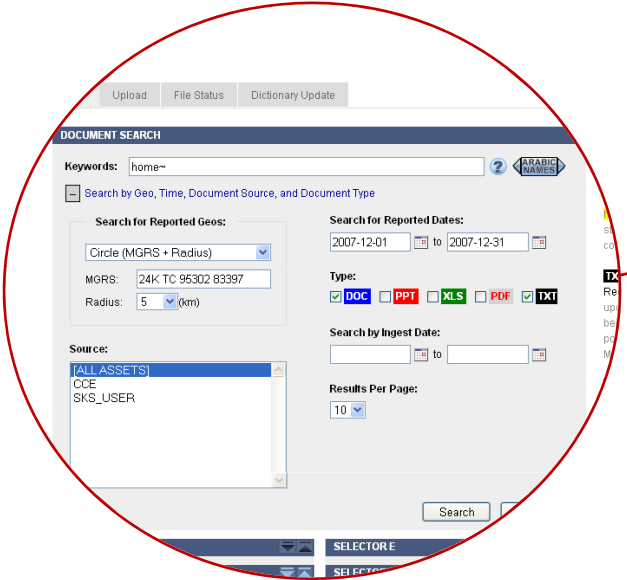 Upload File Status Dictionary Update
DOCUMENT SEARCH
Keywords: home~ ? ARABIC NAMES
– Search by Geo, Time, Document Source, and Document Type
Search for Reported Geos:
Circle (MGRS + Radius)
MGRS: 24K TC 95302 83397
Radius: 5 (km)
Source:
[ALL ASSETS]
CCE
SKS_USER
Search for Reported Dates:
2007-12-01 to 2007-12-31
Type:
DOC PPT XLS PDF TXT
Search by Ingest Date:
to
Results Per Page:
10
Search
SELECTOR E